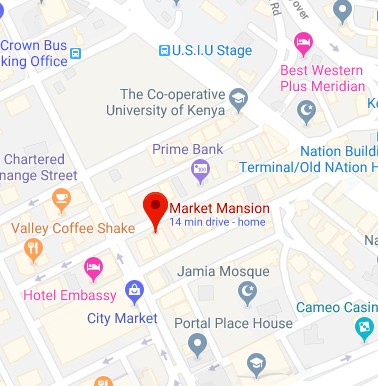 Rd
over
Crown Bus
king Office
U.S.I.U Stage
Best Western
Plus Meridian
The Co-operative
University of Kenya
Ke
Prime Bank
Nation Buildi
Terminal/Old NAtion H
Chartered
nange Street
Market Mansion
14 min drive - home
Valley Coffee Shake
Na
Jamia Mosque
Hotel Embassy
City Market
Cameo Casin
Portal Place House